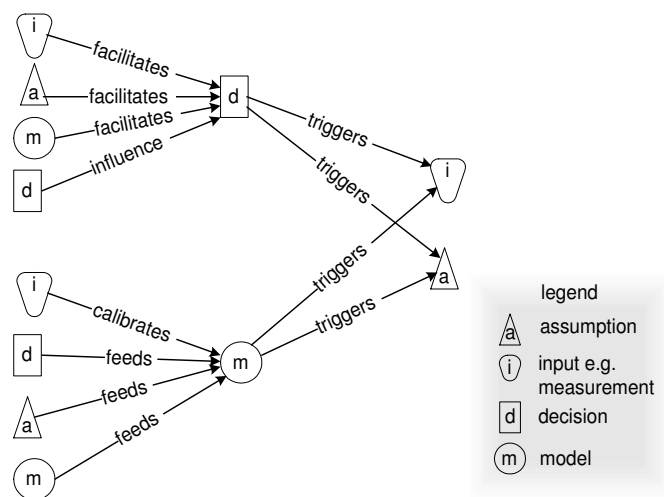 i
facilitates
a
facilitates
d
m
facilitates
d
influence
triggers
triggers
i
a
i
calibrates
d
feeds
m
a
feeds
m
feeds
triggers
triggers
legend
a assumption
i input e.g.
measurement
d decision
m model